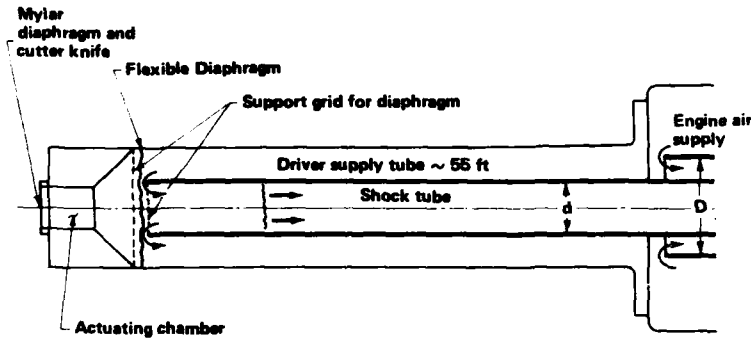 Mylar
diaphragm and
cutter knife
Flexible Diaphragm
Support grid for diaphragm
Engine air
supply
Driver supply tube ~ 55 ft
Shock tube
d
D
Actuating chamber